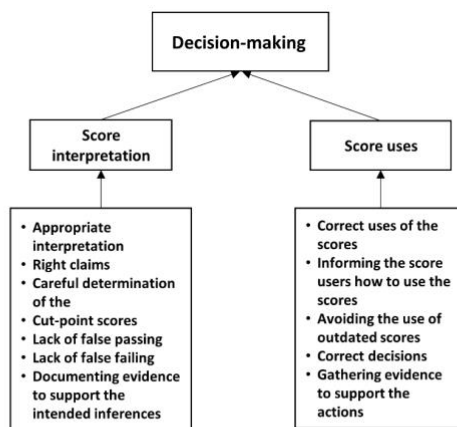 Decision-making
Score
interpretation
Score uses
• Appropriate
interpretation
• Right claims
• Careful determination
of the
• Cut-point scores
• Lack of false passing
• Lack of false failing
• Documenting evidence
to support the
intended inferences
• Correct uses of the
scores
• Informing the score
users how to use the
scores
• Avoiding the use of
outdated scores
• Correct decisions
• Gathering evidence
to support the
actions